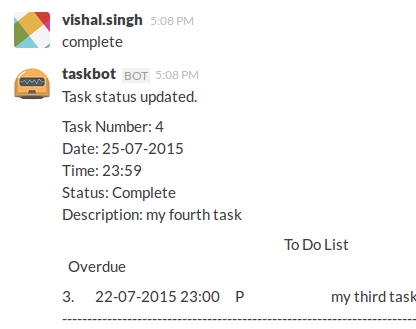 vishal.singh 5:08 PM
complete
taskbot BOT 5:08 PM
Task status updated.
Task Number: 4
Date: 25-07-2015
Time: 23:59
Status: Complete
Description: my fourth task
To Do List
Overdue
3. 22-07-2015 23:00 P my third task
--------------------------------------------------------------------------------